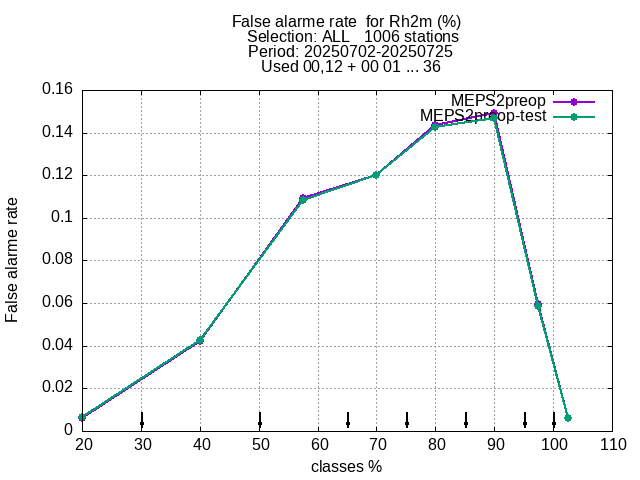 False alarme rate  for Rh2m (%)
Selection: ALL   1006 stations
Period: 20250702-20250725
Used 00,12 + 00 01 ... 36
MEPS2preop
MEPS2preop-test
False alarme rate
0.16
0.14
0.12
0.1
0.08
0.06
0.04
0.02
0
20 30 40 50 60 70 80 90 100 110
classes %